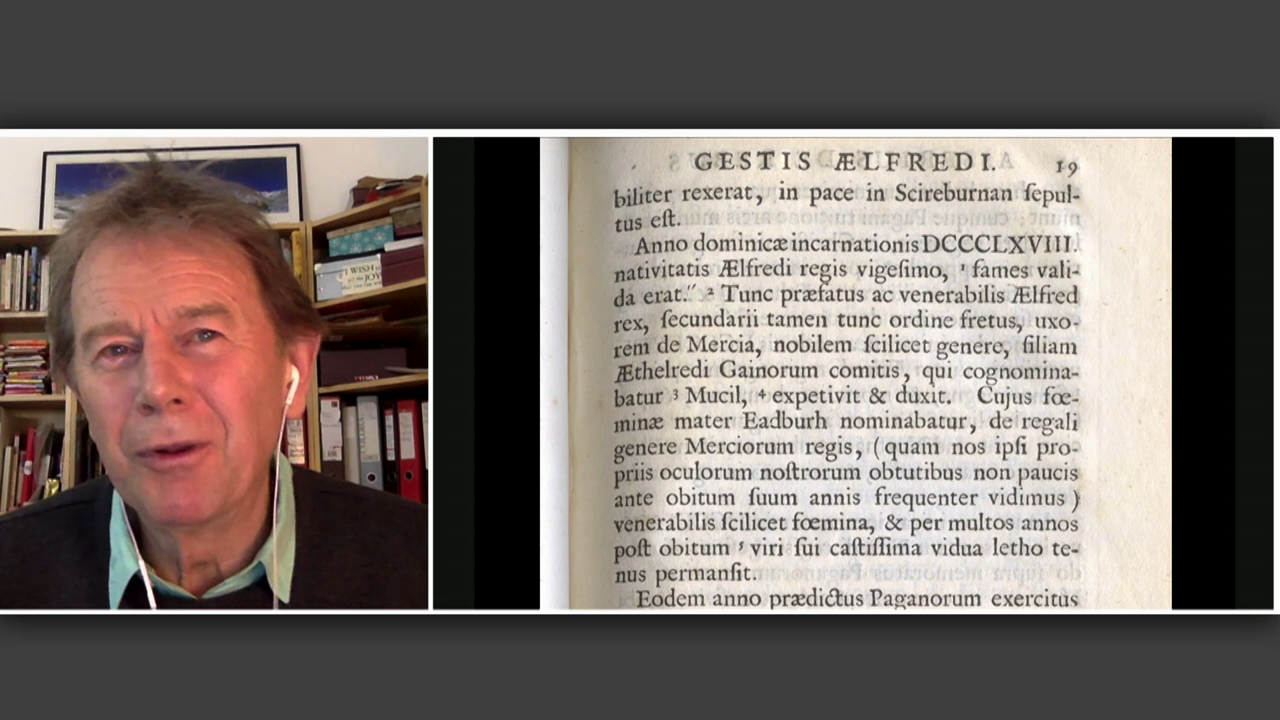 I WISH
JOY
GESTIS ÆLFREDI. 19
biliter rexerat, in pace in Scireburnan ſepul-
tus eſt.
Anno dominicæ incarnationis DCCCLXVIII.
nativitatis Ælfredi regis vigeſimo, ¹ fames vali-
da erat.” ² Tunc præfatus ac venerabilis Ælfred
rex, ſecundarii tamen tunc ordine fretus, uxo-
rem de Mercia, nobilem ſcilicet genere, filiam
Æthelredi Gainorum comitis, qui cognomina-
batur ³ Mucil, ⁴ expetivit & duxit. Cujus fœ-
minæ mater Eadburh nominabatur, de regali
genere Merciorum regis, (quam nos ipſi pro-
priis oculorum noſtrorum obtutibus non paucis
ante obitum ſuum annis frequenter vidimus)
venerabilis ſcilicet fœmina, & per multos annos
poſt obitum ⁵ viri ſui caſtiſſima vidua letho te-
nus permanſit.
Eodem anno prædictus Paganorum exercitus